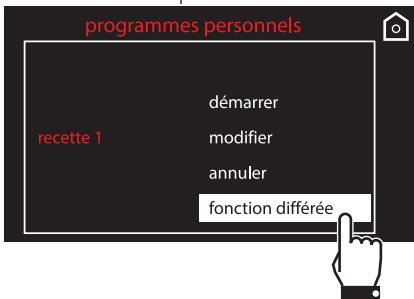 programmes personnels
démarrer
recette 1
modifier
annuler
fonction différée